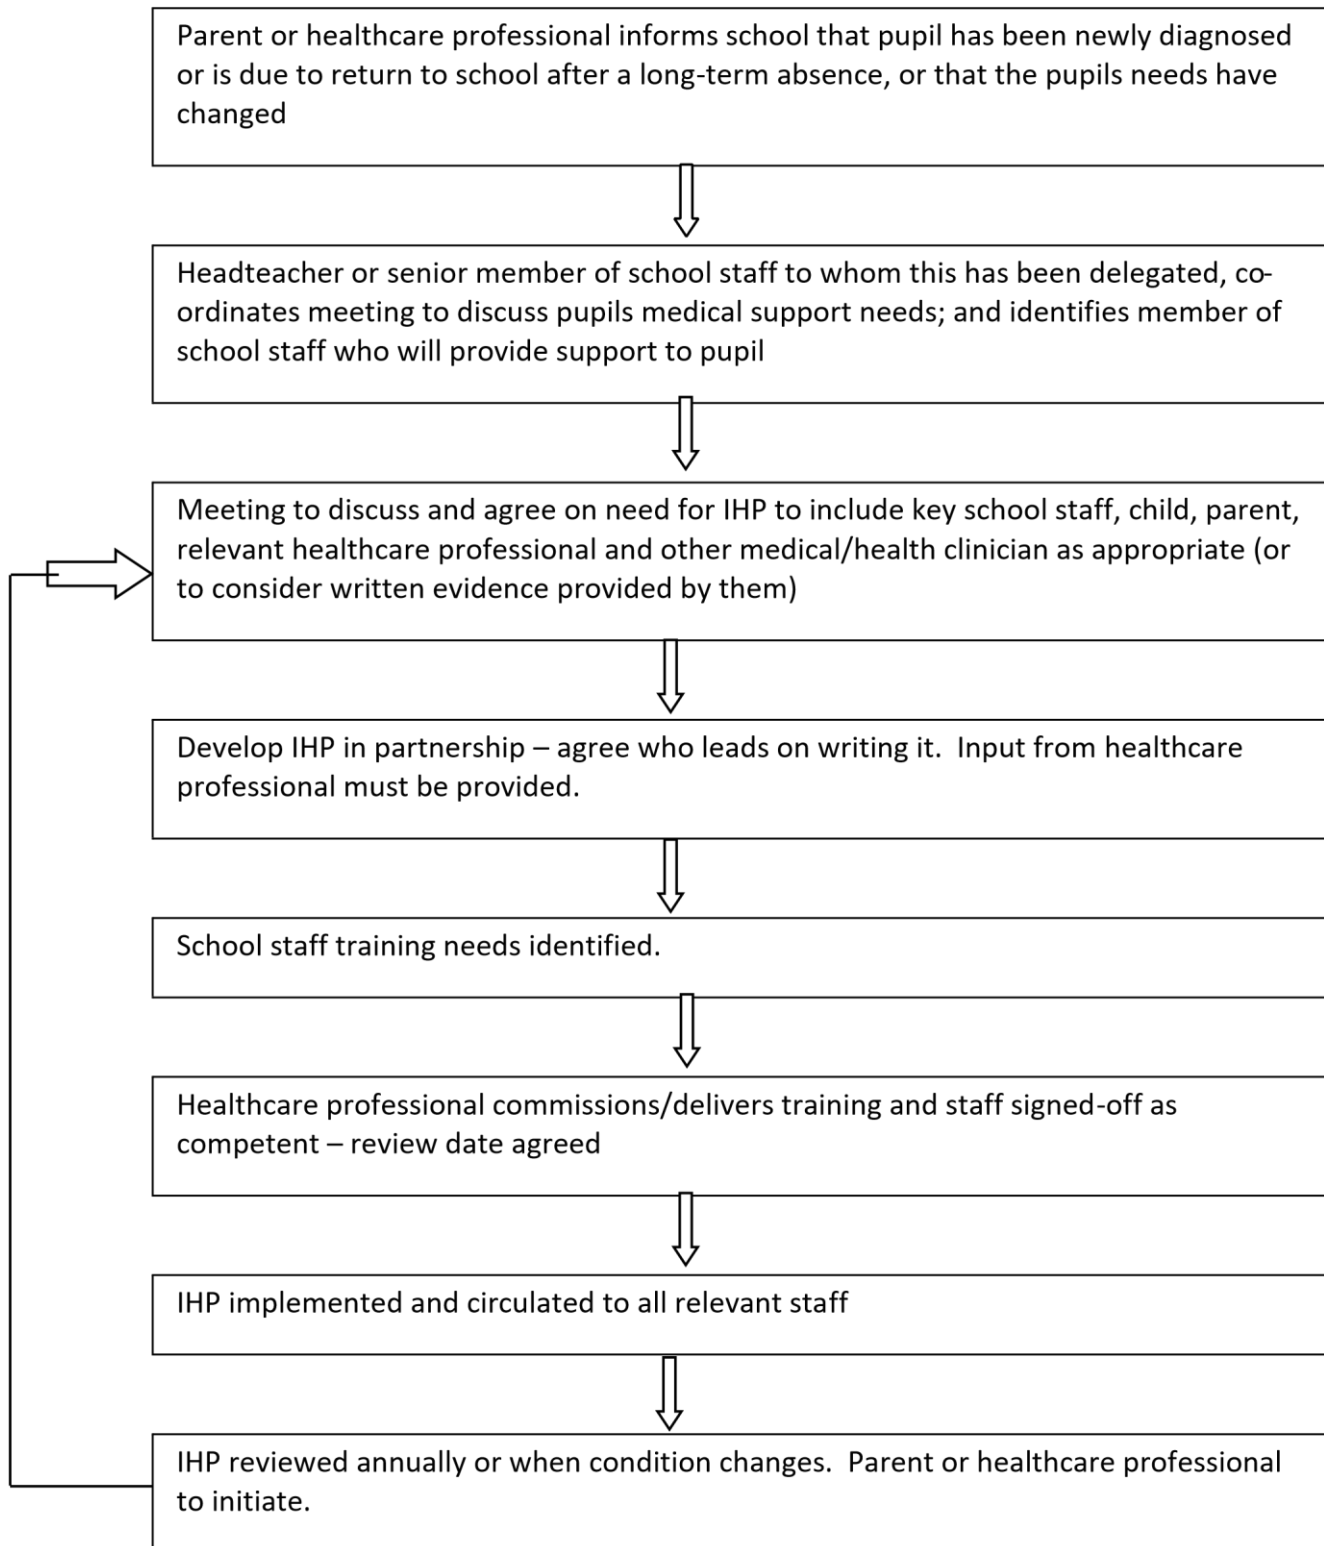 Parent or healthcare professional informs school that pupil has been newly diagnosed
or is due to return to school after a long-term absence, or that the pupils needs have
changed
Headteacher or senior member of school staff to whom this has been delegated, co-
ordinates meeting to discuss pupils medical support needs; and identifies member of
school staff who will provide support to pupil
Meeting to discuss and agree on need for IHP to include key school staff, child, parent,
relevant healthcare professional and other medical/health clinician as appropriate (or
to consider written evidence provided by them)
Develop IHP in partnership – agree who leads on writing it.  Input from healthcare
professional must be provided.
School staff training needs identified.
Healthcare professional commissions/delivers training and staff signed-off as
competent – review date agreed
IHP implemented and circulated to all relevant staff
IHP reviewed annually or when condition changes.  Parent or healthcare professional
to initiate.